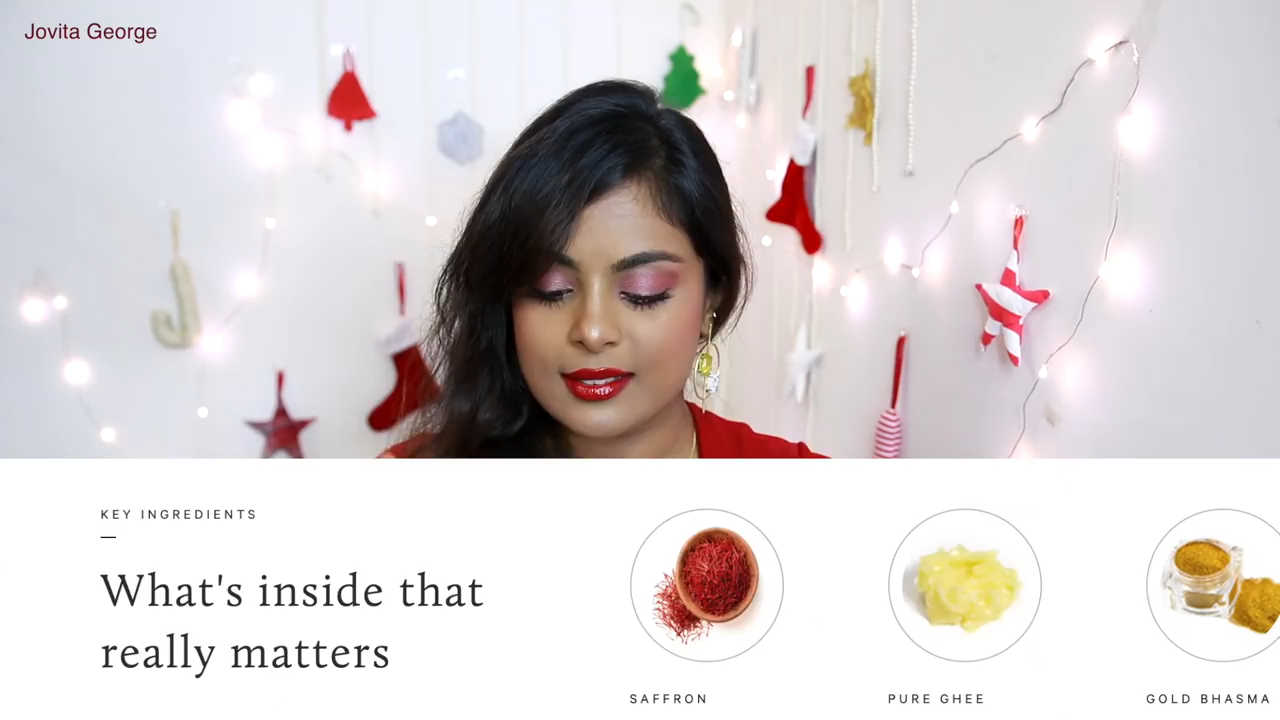 Jovita George
KEY INGREDIENTS
What's inside that
really matters
SAFFRON
PURE GHEE
GOLD BHASMA